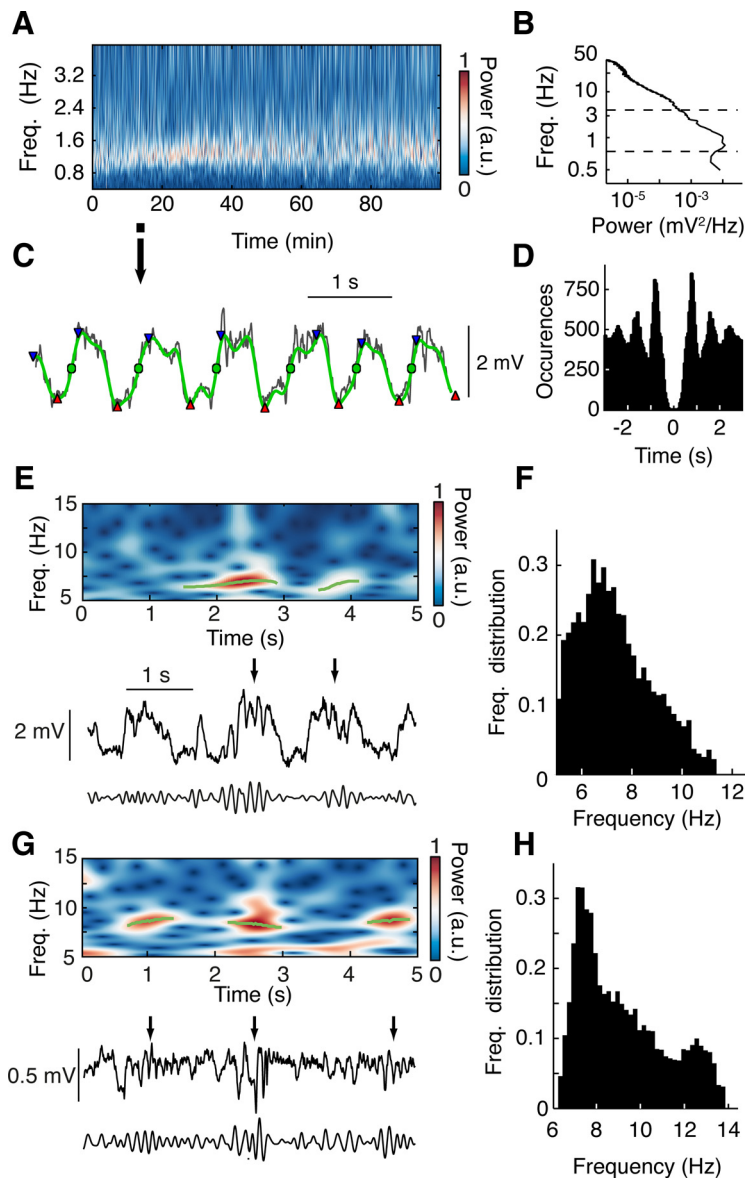 A
Freq. (Hz)
3.2
2.4
1.6
0.8
0 20 40 60 80
Time (min)
1
0
Power (a.u.)
B
Freq. (Hz)
50
10
3
1
0.5
10-5 10-3
Power (mV2/Hz)
C
1 s
2 mV
D
Occurences
750
500
250
0
-2 0 2
Time (s)
E
Freq. (Hz)
15
10
5
0 1 2 3 4 5
Time (s)
1
0
Power (a.u.)
1 s
2 mV
F
Freq. distribution
0.3
0.2
0.1
0
6 8 10 12
Frequency (Hz)
G
Freq. (Hz)
15
10
5
0 1 2 3 4 5
Time (s)
1
0
Power (a.u.)
0.5 mV
H
Freq. distribution
0.3
0.2
0.1
0
6 8 10 12 14
Frequency (Hz)